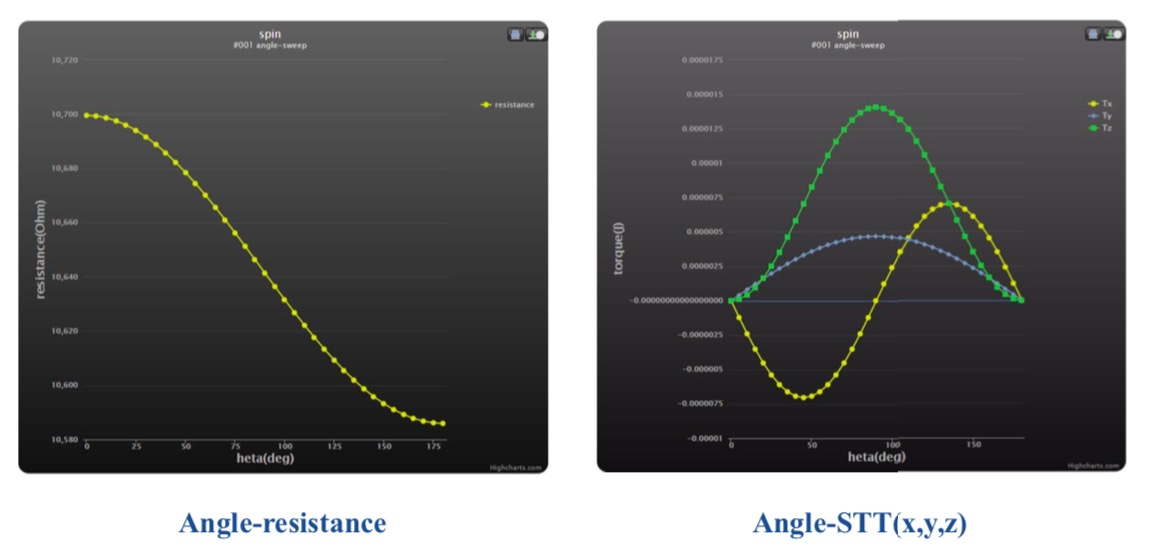 spin
#001 angle-sweep
10,720
10,700
10,680
10,660
10,640
10,620
10,600
10,580
resistance(Ohm)
resistance
0 25 50 75 100 125 150 175
heta(deg)
Highcharts.com
Angle-resistance
spin
#001 angle-sweep
0.0000175
0.000015
0.0000125
0.00001
0.0000075
0.000005
0.0000025
-0.00000000000000000
-0.0000025
-0.000005
-0.0000075
-0.00001
torque(J)
Tx
Ty
Tz
0 50 100 150
heta(deg)
Highcharts.com
Angle-STT(x,y,z)